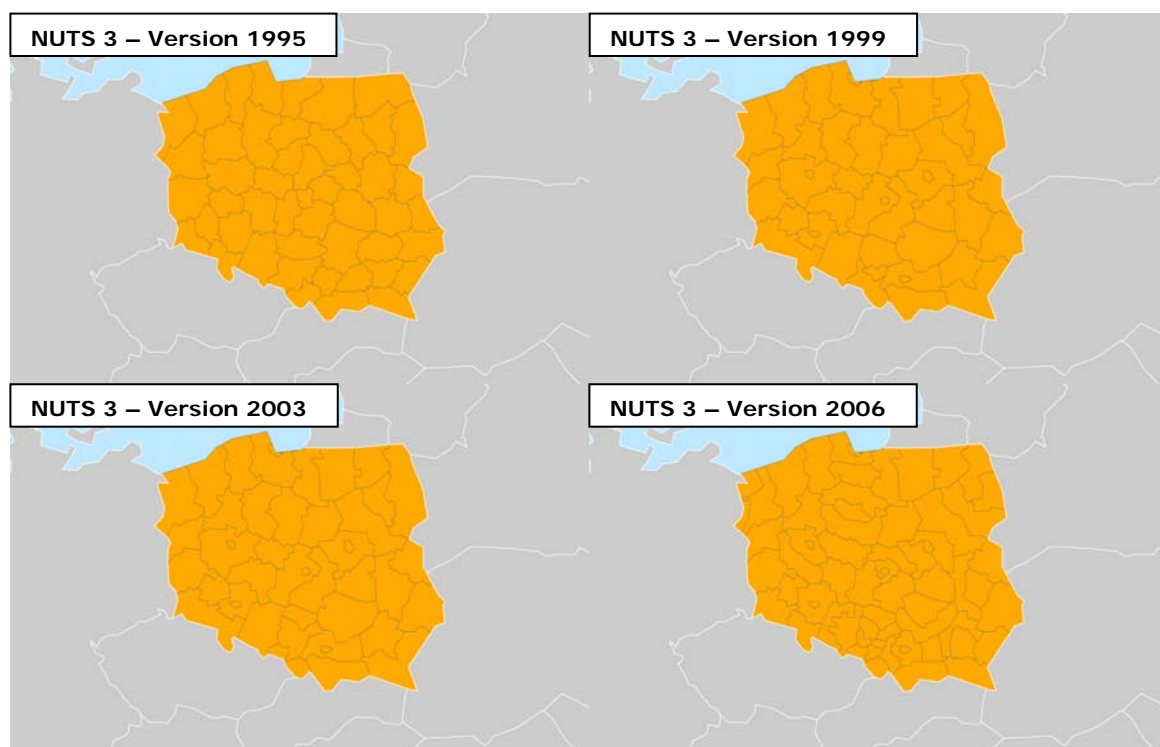 NUTS 3 – Version 1995
NUTS 3 – Version 1999
NUTS 3 – Version 2003
NUTS 3 – Version 2006